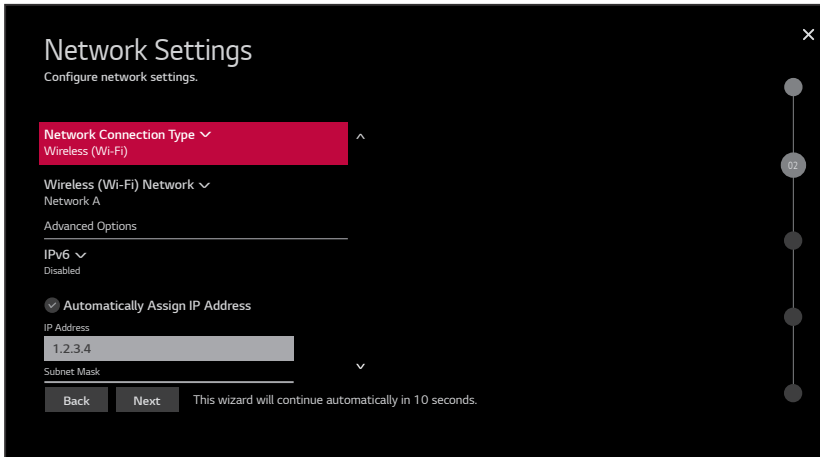 Network Settings
Configure network settings.
Network Connection Type
Wireless (Wi-Fi)
02
Wireless (Wi-Fi) Network
Network A
Advanced Options
IPv6
Disabled
Automatically Assign IP Address
IP Address
1.2.3.4
Subnet Mask
Back Next This wizard will continue automatically in 10 seconds.